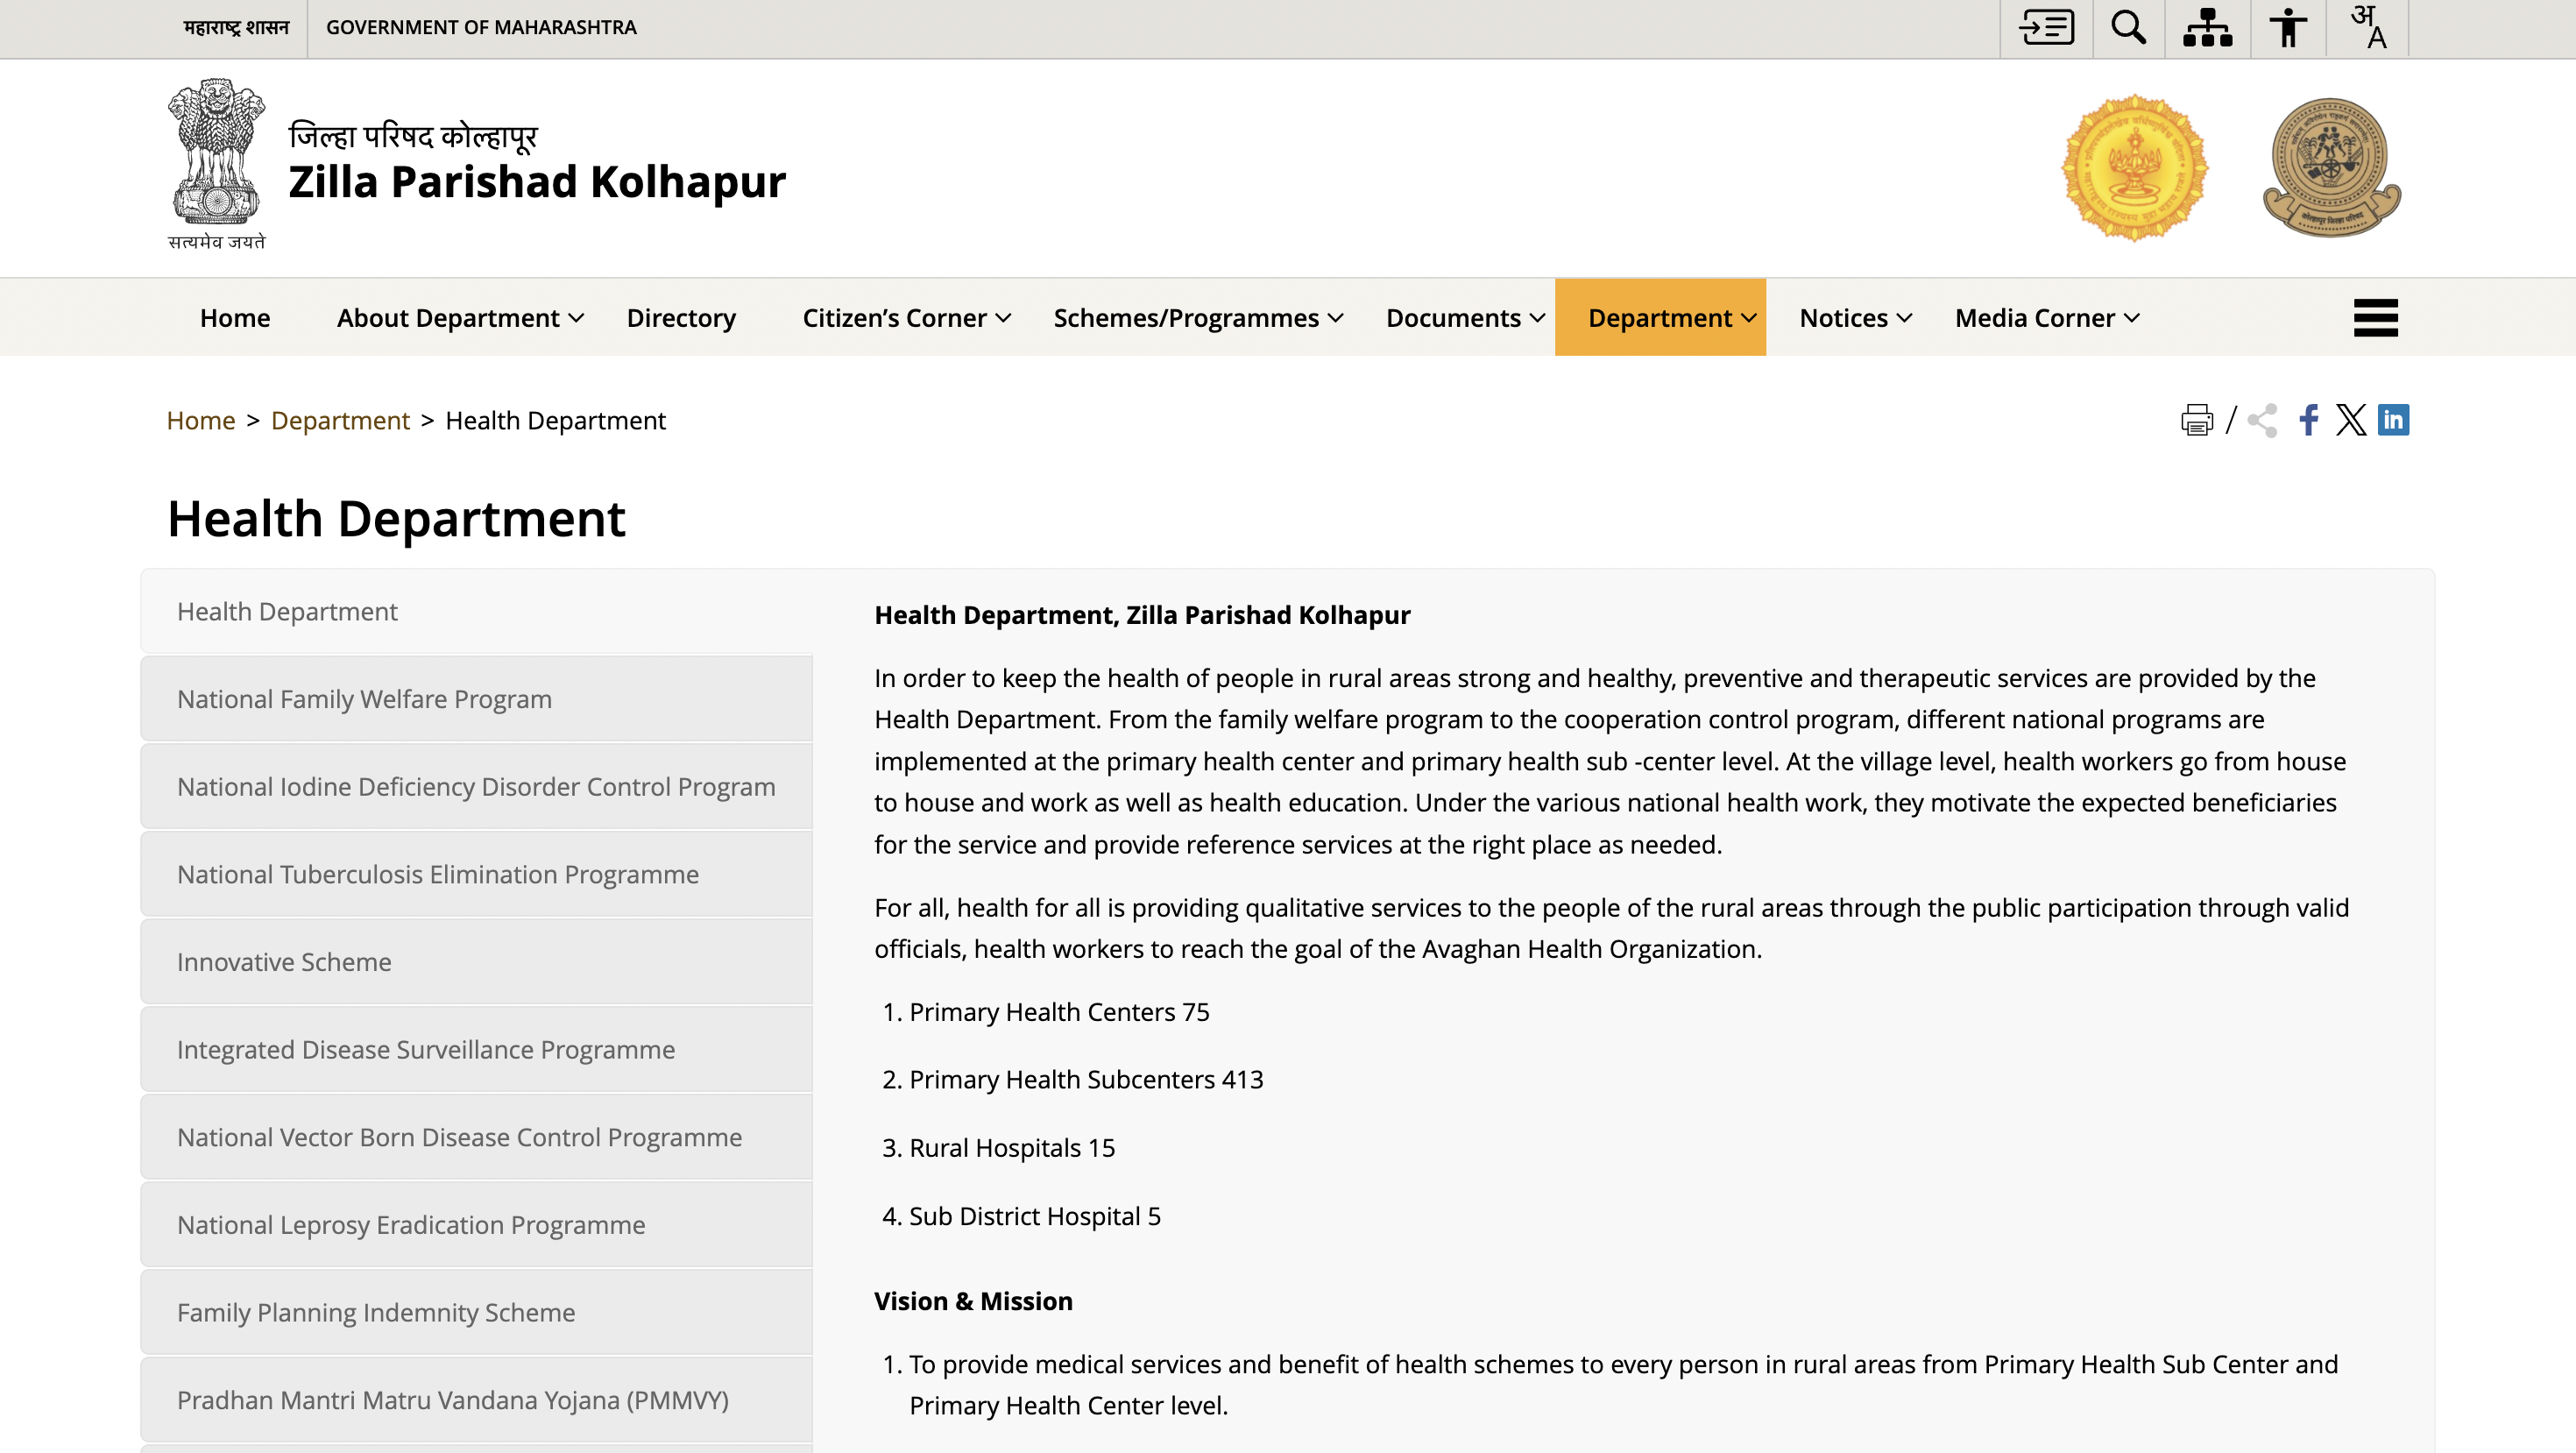 महाराष्ट्र शासन
GOVERNMENT OF MAHARASHTRA
अ A
जिल्हा परिषद कोल्हापूर
Zilla Parishad Kolhapur
सत्यमेव जयते
कोल्हापूर जिल्हा परिषद
Home
About Department
Directory
Citizen’s Corner
Schemes/Programmes
Documents
Department
Notices
Media Corner
Home > Department > Health Department
/
Health Department
Health Department
National Family Welfare Program
National Iodine Deficiency Disorder Control Program
National Tuberculosis Elimination Programme
Innovative Scheme
Integrated Disease Surveillance Programme
National Vector Born Disease Control Programme
National Leprosy Eradication Programme
Family Planning Indemnity Scheme
Pradhan Mantri Matru Vandana Yojana (PMMVY)
Health Department, Zilla Parishad Kolhapur
In order to keep the health of people in rural areas strong and healthy, preventive and therapeutic services are provided by the
Health Department. From the family welfare program to the cooperation control program, different national programs are
implemented at the primary health center and primary health sub -center level. At the village level, health workers go from house
to house and work as well as health education. Under the various national health work, they motivate the expected beneficiaries
for the service and provide reference services at the right place as needed.
For all, health for all is providing qualitative services to the people of the rural areas through the public participation through valid
officials, health workers to reach the goal of the Avaghan Health Organization.
1. Primary Health Centers 75
2. Primary Health Subcenters 413
3. Rural Hospitals 15
4. Sub District Hospital 5
Vision & Mission
1. To provide medical services and benefit of health schemes to every person in rural areas from Primary Health Sub Center and
Primary Health Center level.